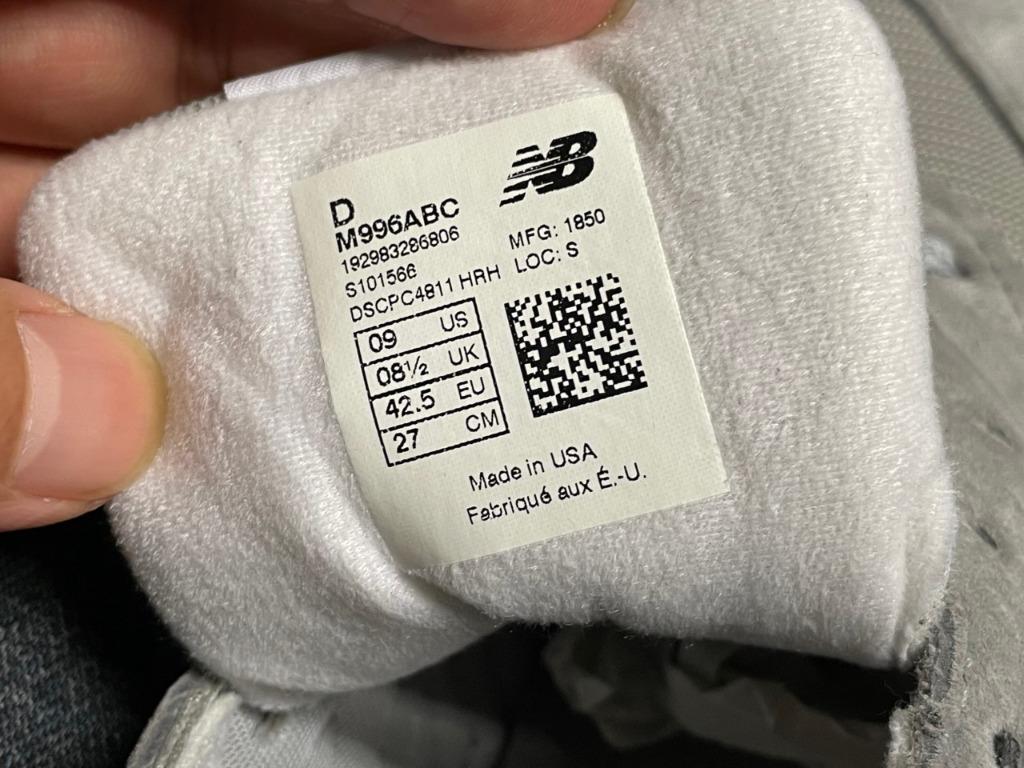 NB
D
M996ABC
192983286806
S101566
DSCPC4811 HRH
MFG: 1850
LOC: S
09 US
08½ UK
42.5 EU
27 CM
Made in USA
Fabriqué aux É.-U.